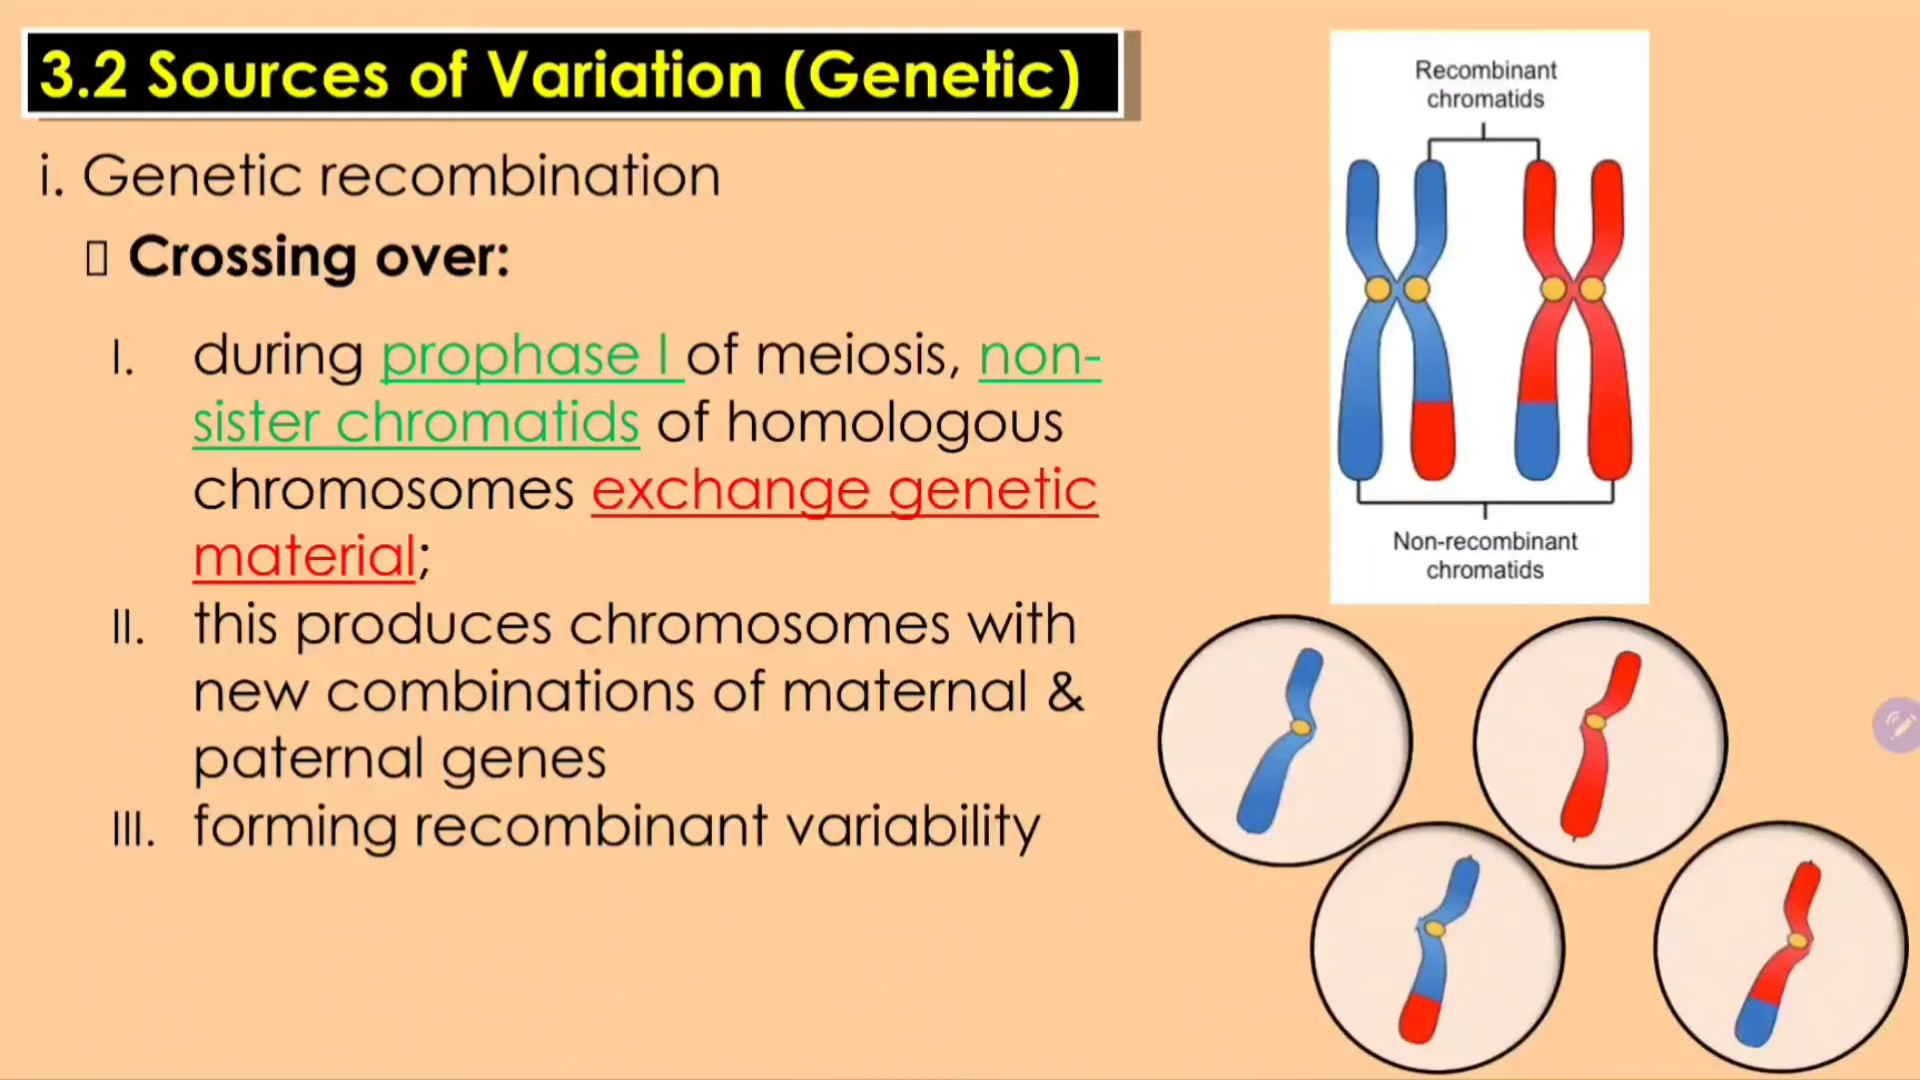 3.2 Sources of Variation (Genetic)
i. Genetic recombination
Crossing over:
I. during prophase I of meiosis, non-
sister chromatids of homologous
chromosomes exchange genetic
material;
II. this produces chromosomes with
new combinations of maternal &
paternal genes
III. forming recombinant variability
Recombinant
chromatids
Non-recombinant
chromatids